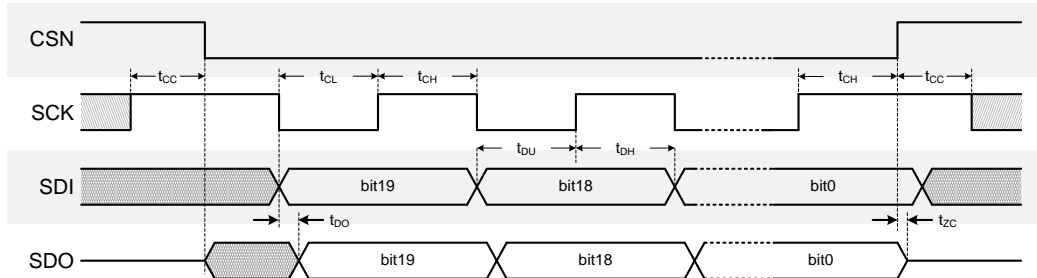 CSN
tCC tCL tCH tCH tCC
SCK
tDU tDH
SDI bit19 bit18 bit0
tDO tZC
SDO bit19 bit18 bit0